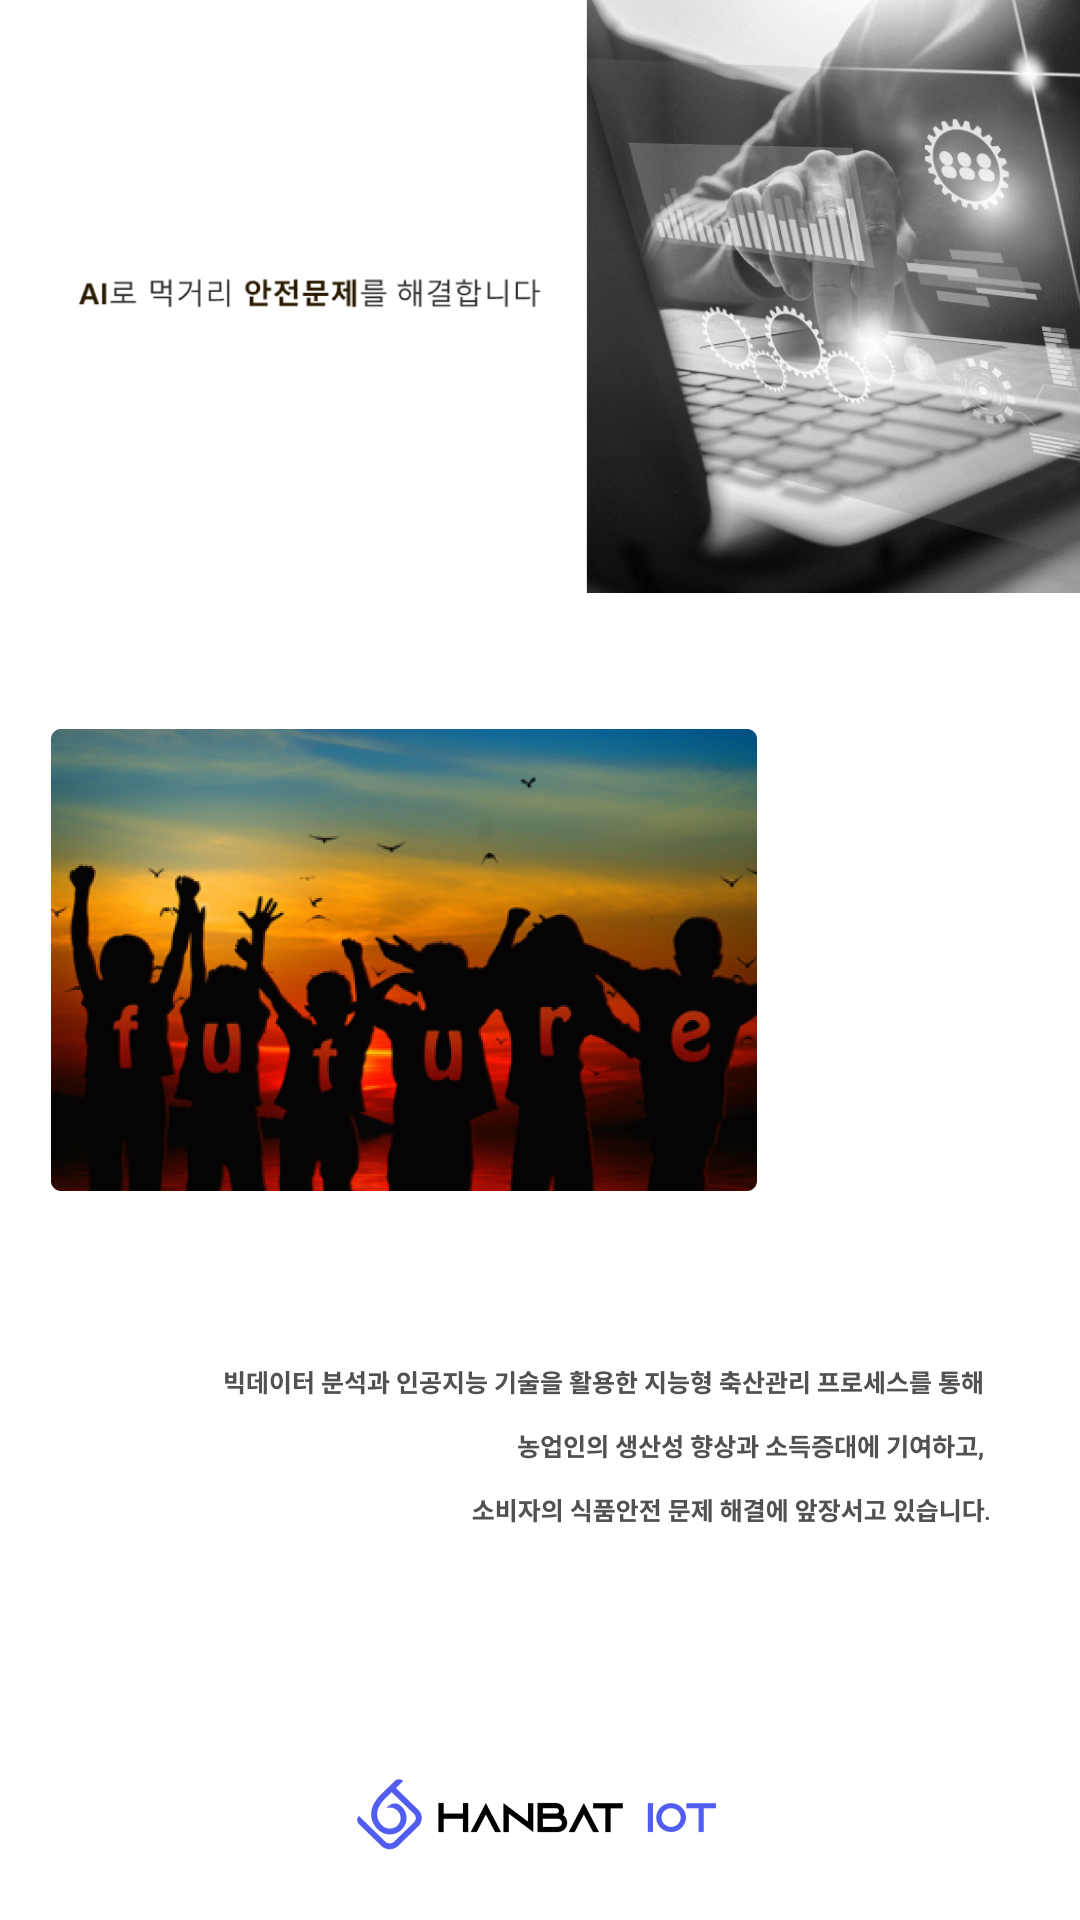 AI로 먹거리 안전문제를 해결합니다
future
빅데이터 분석과 인공지능 기술을 활용한 지능형 축산관리 프로세스를 통해
농업인의 생산성 향상과 소득증대에 기여하고,
소비자의 식품안전 문제 해결에 앞장서고 있습니다.
HANBAT IOT